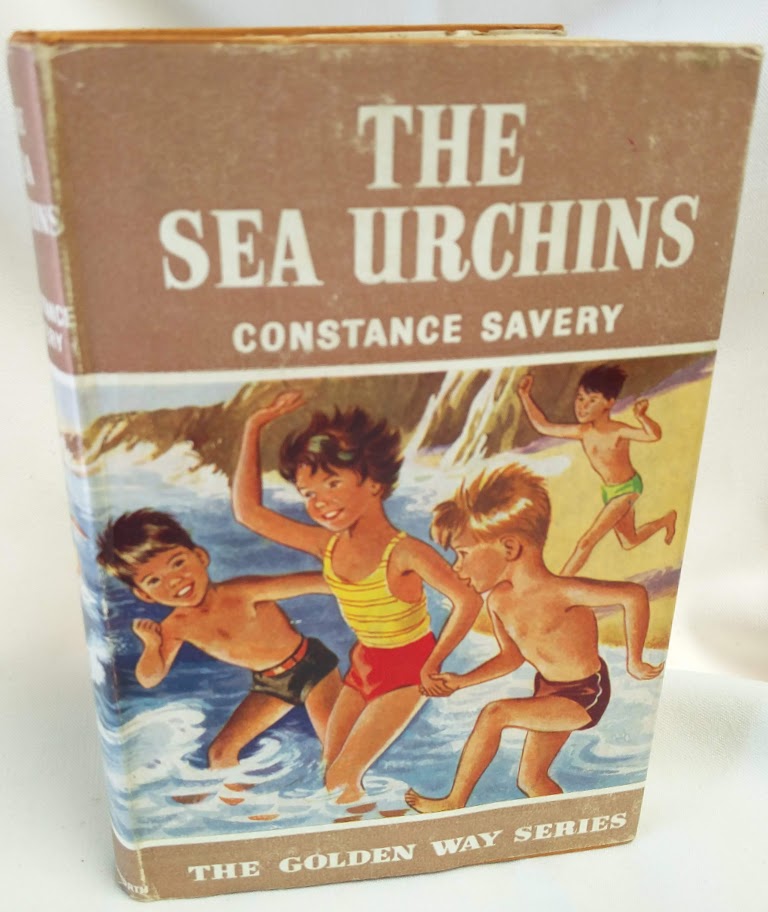 THE
SEA URCHINS
CONSTANCE SAVERY
THE GOLDEN WAY SERIES